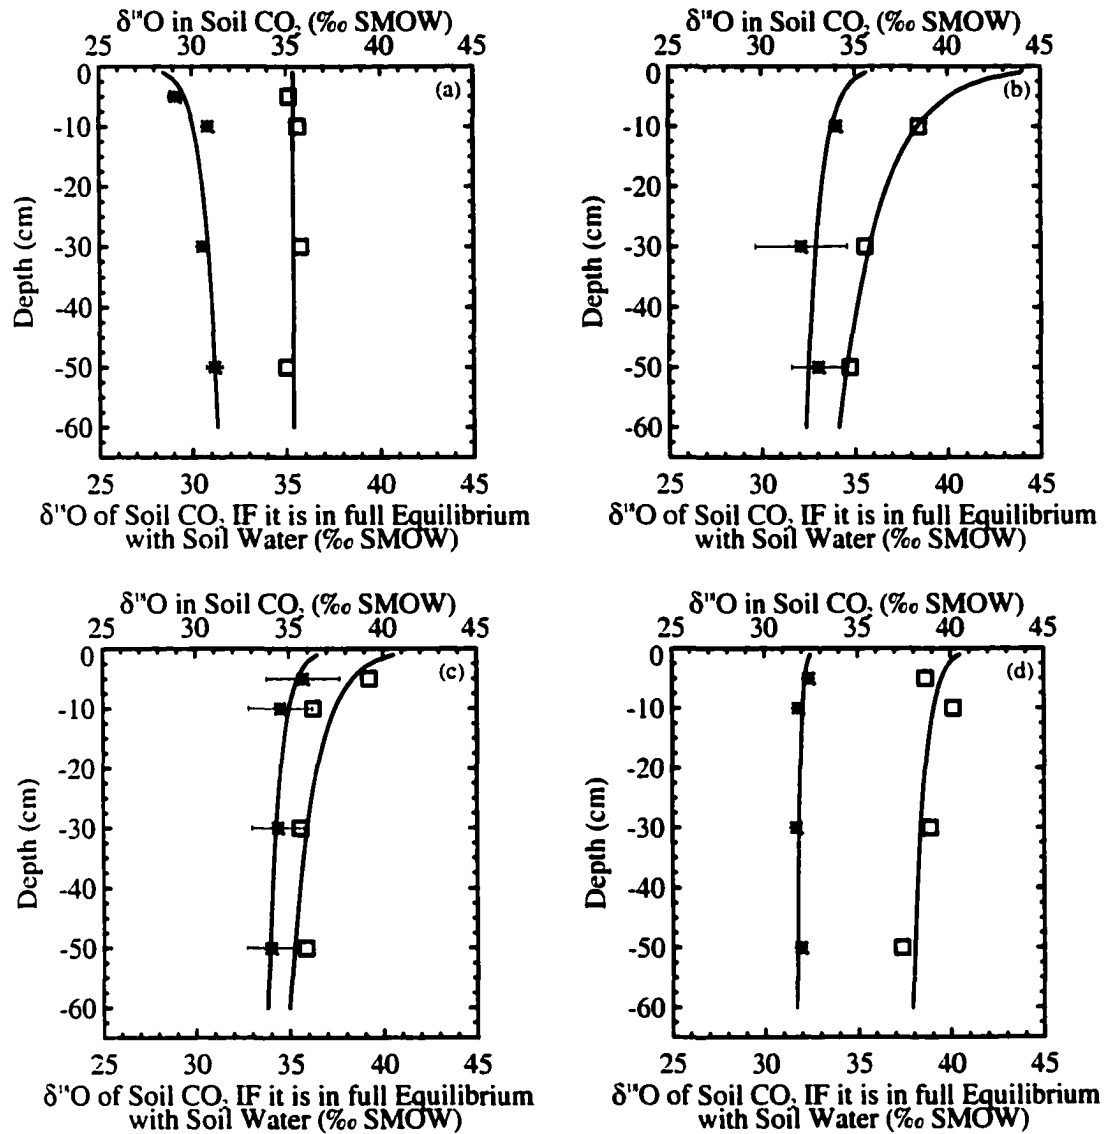 δ¹⁸O in Soil CO₂ (‰ SMOW)
25 30 35 40 45
0
-10
-20
-30
-40
-50
-60
Depth (cm)
(a)
25 30 35 40 45
δ¹⁸O of Soil CO₂ IF it is in full Equilibrium
with Soil Water (‰ SMOW)
δ¹⁸O in Soil CO₂ (‰ SMOW)
25 30 35 40 45
0
-10
-20
-30
-40
-50
-60
Depth (cm)
(b)
25 30 35 40 45
δ¹⁸O of Soil CO₂ IF it is in full Equilibrium
with Soil Water (‰ SMOW)
δ¹⁸O in Soil CO₂ (‰ SMOW)
25 30 35 40 45
0
-10
-20
-30
-40
-50
-60
Depth (cm)
(c)
25 30 35 40 45
δ¹⁸O of Soil CO₂ IF it is in full Equilibrium
with Soil Water (‰ SMOW)
δ¹⁸O in Soil CO₂ (‰ SMOW)
25 30 35 40 45
0
-10
-20
-30
-40
-50
-60
Depth (cm)
(d)
25 30 35 40 45
δ¹⁸O of Soil CO₂ IF it is in full Equilibrium
with Soil Water (‰ SMOW)